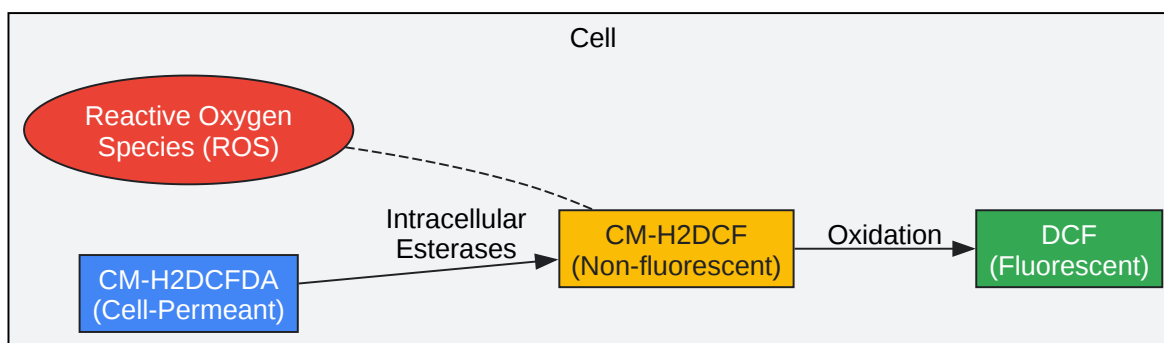 Cell
Reactive Oxygen
Species (ROS)
Intracellular
Esterases
CM-H2DCFDA
(Cell-Permeant)
CM-H2DCF
(Non-fluorescent)
Oxidation
DCF
(Fluorescent)